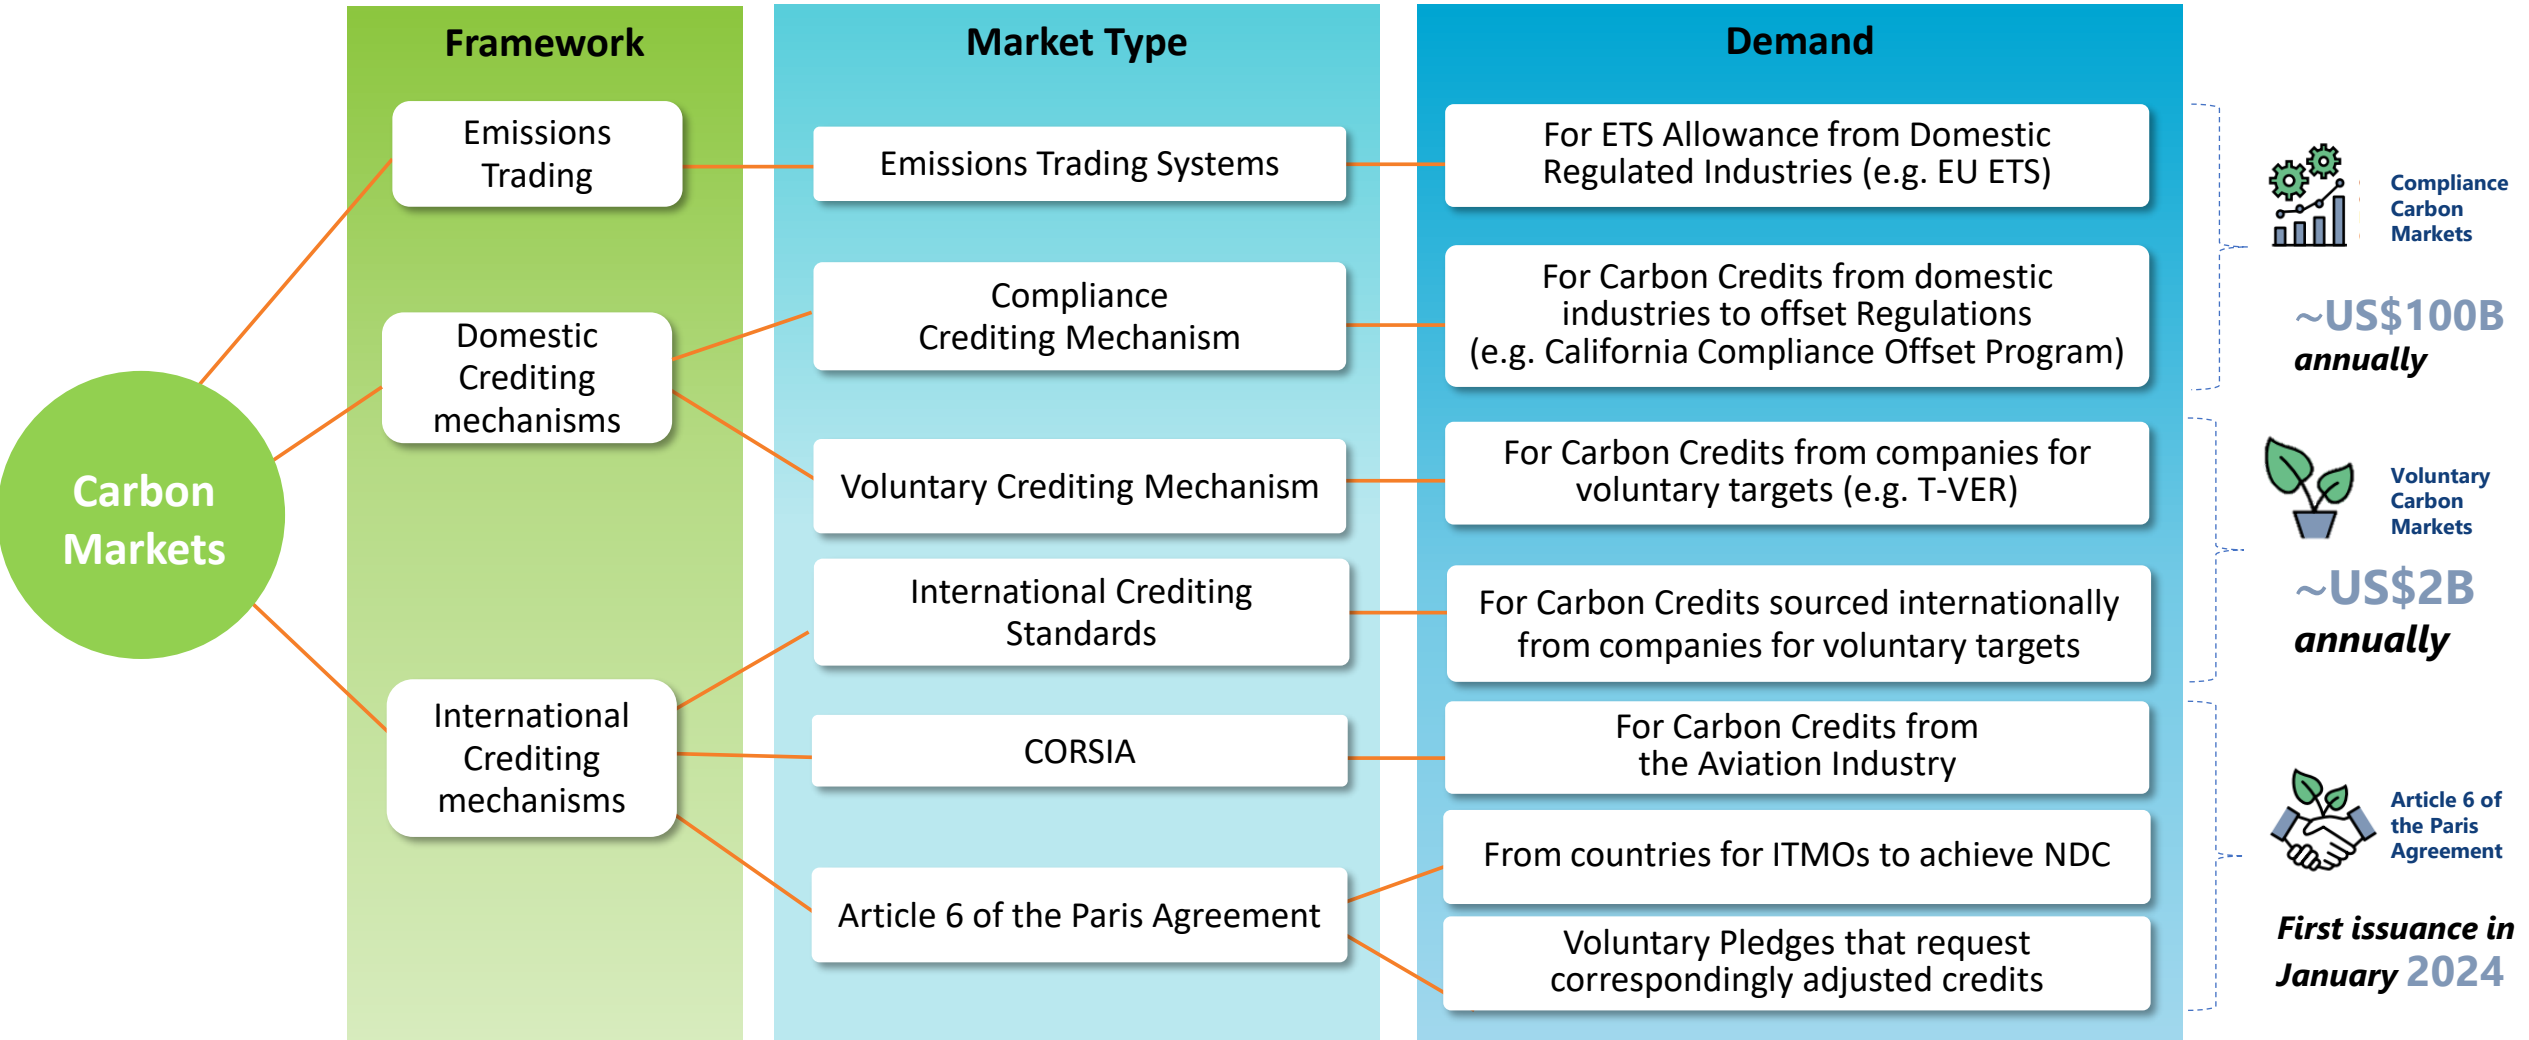 Framework
Market Type
Demand
Carbon
Markets
Emissions
Trading
Domestic
Crediting
mechanisms
International
Crediting
mechanisms
Emissions Trading Systems
Compliance
Crediting Mechanism
Voluntary Crediting Mechanism
International Crediting
Standards
CORSIA
Article 6 of the Paris Agreement
For ETS Allowance from Domestic
Regulated Industries (e.g. EU ETS)
For Carbon Credits from domestic
industries to offset Regulations
(e.g. California Compliance Offset Program)
For Carbon Credits from companies for
voluntary targets (e.g. T-VER)
For Carbon Credits sourced internationally
from companies for voluntary targets
For Carbon Credits from
the Aviation Industry
From countries for ITMOs to achieve NDC
Voluntary Pledges that request
correspondingly adjusted credits
Compliance
Carbon
Markets
~US$100B
annually
Voluntary
Carbon
Markets
~US$2B
annually
Article 6 of
the Paris
Agreement
First issuance in
January 2024